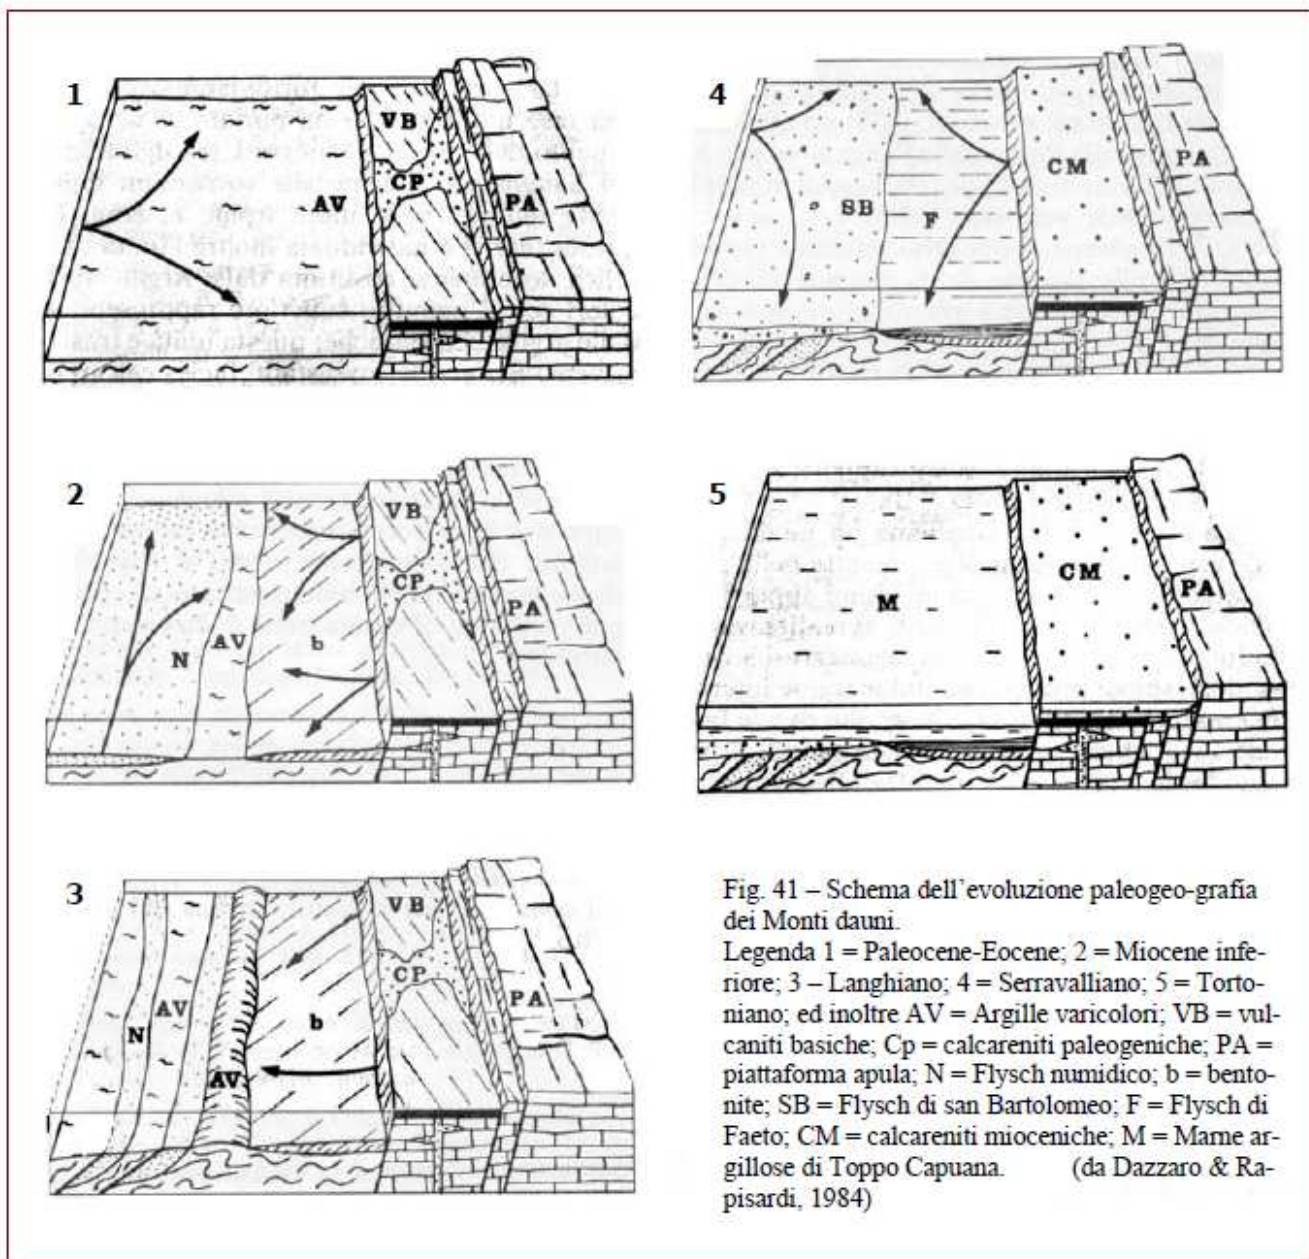 1
VB
CP
AV
PA
2
VB
CP
PA
AV
b
N
3
VB
CP
AV
PA
N
b
AV
4
PA
CM
SB
F
5
CM
PA
M
Fig. 41 – Schema dell’evoluzione paleogeo-grafia
dei Monti dauni.
Legenda 1 = Paleocene-Eocene; 2 = Miocene infe-
riore; 3 – Langhiano; 4 = Serravalliano; 5 = Torto-
niano; ed inoltre AV = Argille varicolori; VB = vul-
caniti basiche; Cp = calcareniti paleogeniche; PA =
piattaforma apula; N = Flysch numidico; b = bento-
nite; SB = Flysch di san Bartolomeo; F = Flysch di
Faeto; CM = calcareniti mioceniche; M = Marne ar-
gillose di Toppo Capuana. (da Dazzaro & Ra-
pisardi, 1984)